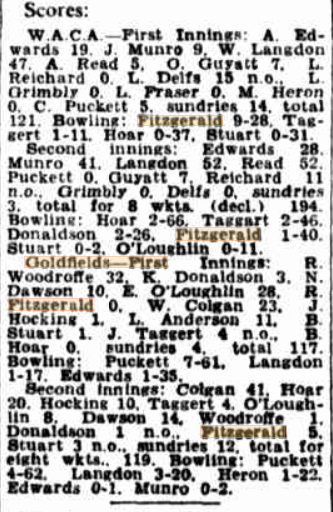 Scores:
W.A.C.A.—First Innings: A. Ed-
wards 19, J. Munro 9, W. Langdon
47, A. Read 5, O. Guyatt 7, L.
Reichard 0, L. Delfs 15 n.o., L.
Grimbly 0, L. Fraser 0, M. Heron
0, C. Puckett 5, sundries 14, total
121. Bowling: Fitzgerald 9-28, Tag-
gert 1-11, Hoar 0-37, Stuart 0-31.
Second innings: Edwards 28,
Munro 41, Langdon 52, Read 52,
Puckett 0, Guyatt 7, Reichard 11
n.o., Grimbly 0, Delfs 0, sundries
3, total for 8 wkts. (decl.) 194.
Bowling: Hoar 2-66, Taggart 2-46,
Donaldson 2-26, Fitzgerald 1-40,
Stuart 0-2, O'Loughlin 0-11.
Goldfields—First Innings: R.
Woodroffe 32, K. Donaldson 3, N.
Dawson 10, E. O'Loughlin 28, R.
Fitzgerald 0, W. Colgan 23, J.
Hocking 1, L. Anderson 11, B.
Stuart 1, J. Taggert 4 n.o., B.
Hoar 0, sundries 4, total 117.
Bowling: Puckett 7-61, Langdon
1-17, Edwards 1-35.
Second Innings: Colgan 41, Hoar
20, Hocking 10, Taggert 4, O'Lough-
lin 8, Dawson 14, Woodroffe 1,
Donaldson 1 n.o., Fitzgerald 5,
Stuart 3 n.o., sundries 12, total for
eight wkts., 119. Bowling: Puckett
4-62, Langdon 3-20, Heron 1-22,
Edwards 0-1, Munro 0-2.